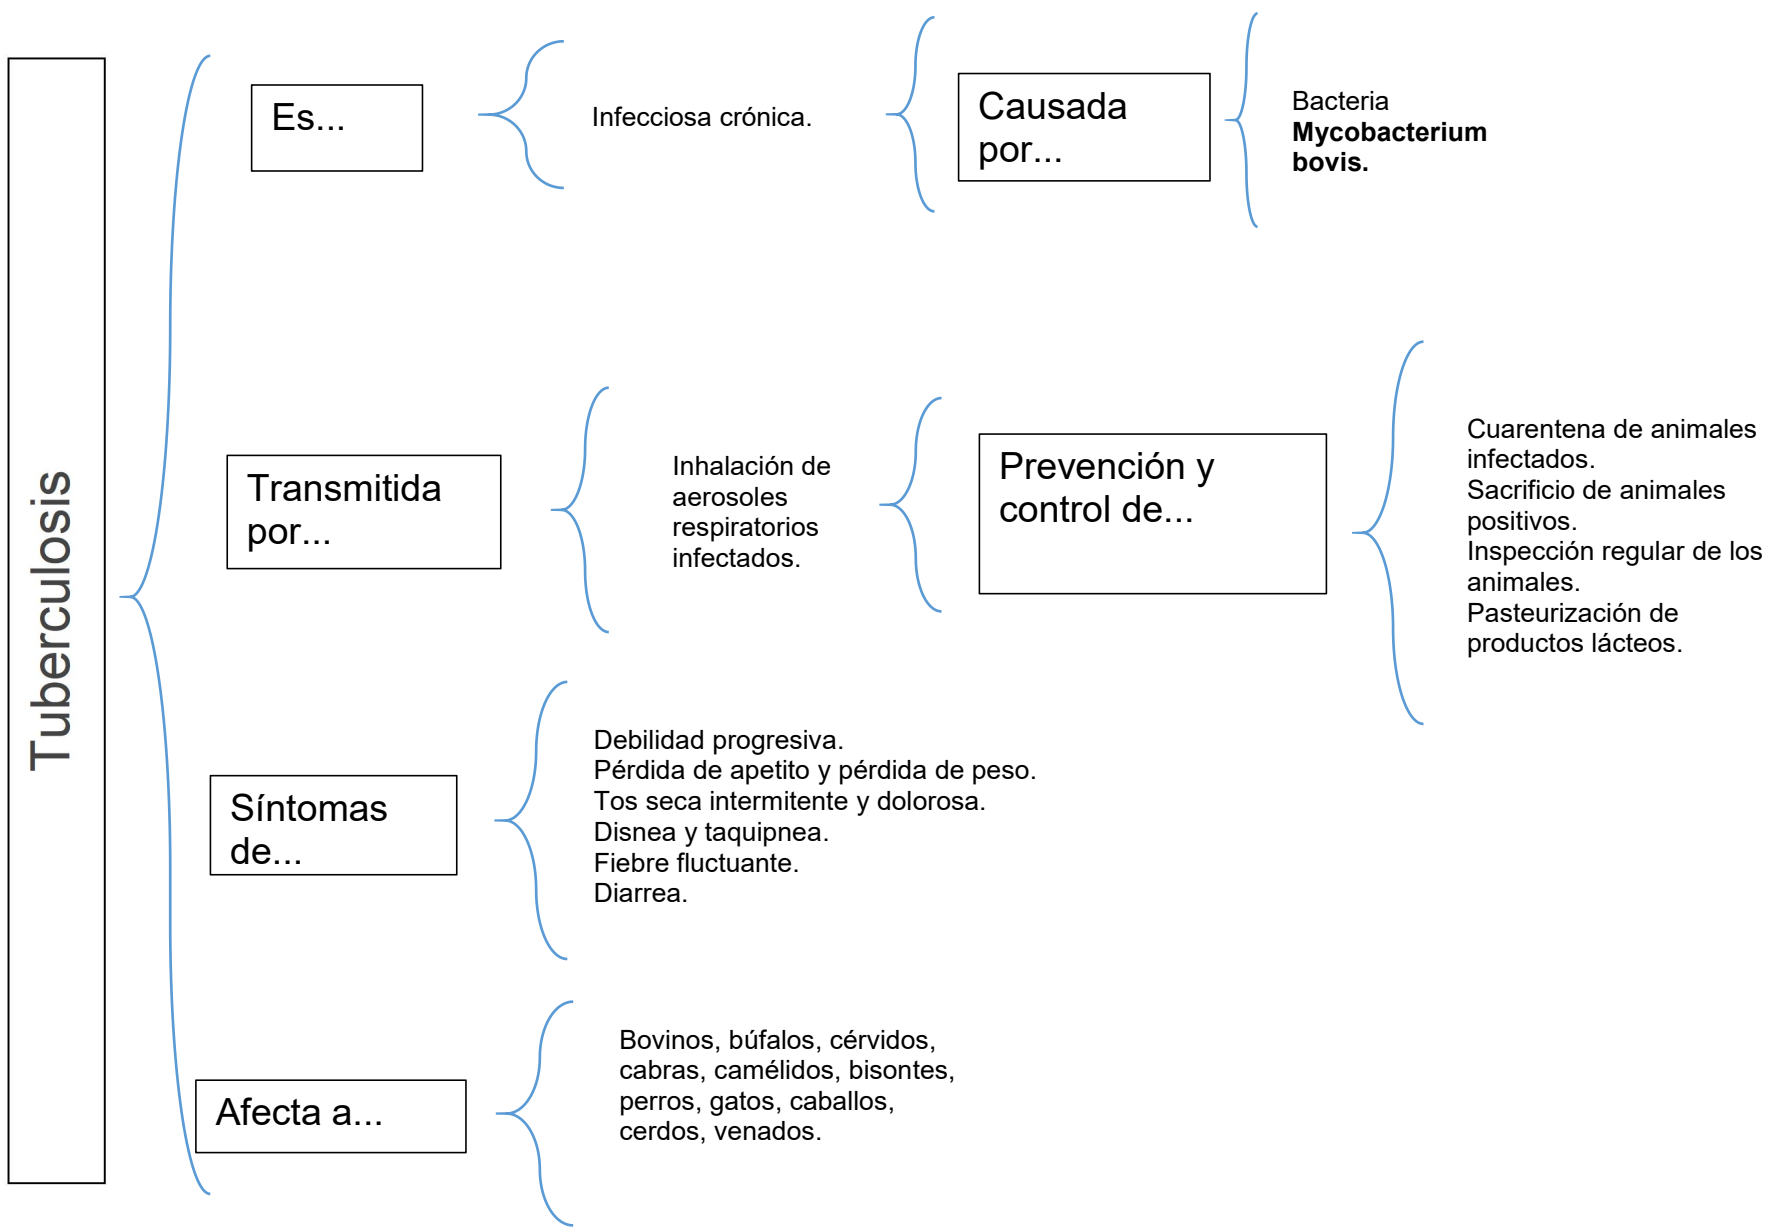 Tuberculosis
Es...
Infecciosa crónica.
Causada
por...
Bacteria
Mycobacterium
bovis.
Transmitida
por...
Inhalación de
aerosoles
respiratorios
infectados.
Prevención y
control de...
Cuarentena de animales
infectados.
Sacrificio de animales
positivos.
Inspección regular de los
animales.
Pasteurización de
productos lácteos.
Síntomas
de...
Debilidad progresiva.
Pérdida de apetito y pérdida de peso.
Tos seca intermitente y dolorosa.
Disnea y taquipnea.
Fiebre fluctuante.
Diarrea.
Afecta a...
Bovinos, búfalos, cérvidos,
cabras, camélidos, bisontes,
perros, gatos, caballos,
cerdos, venados.